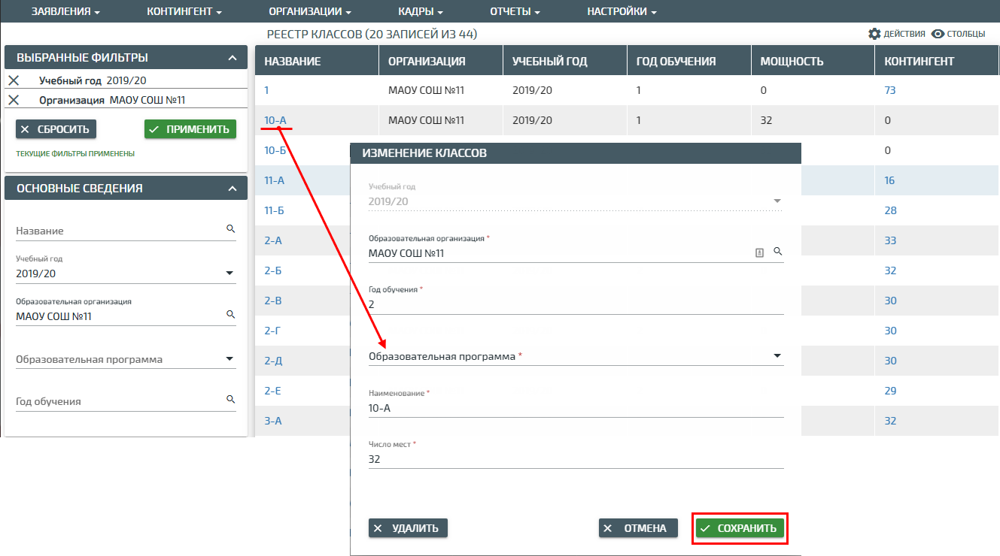 ЗАЯВЛЕНИЯ КОНТИНГЕНТ ОРГАНИЗАЦИИ КАДРЫ ОТЧЕТЫ НАСТРОЙКИ
РЕЕСТР КЛАССОВ (20 ЗАПИСЕЙ ИЗ 44) ДЕЙСТВИЯ СТОЛБЦЫ
ВЫБРАННЫЕ ФИЛЬТРЫ
Учебный год 2019/20
Организация МАОУ СОШ №11
СБРОСИТЬ ПРИМЕНИТЬ
ТЕКУЩИЕ ФИЛЬТРЫ ПРИМЕНЕНЫ
ОСНОВНЫЕ СВЕДЕНИЯ
Название
Учебный год
2019/20
Образовательная организация
МАОУ СОШ №11
Образовательная программа
Год обучения
НАЗВАНИЕ ОРГАНИЗАЦИЯ УЧЕБНЫЙ ГОД ГОД ОБУЧЕНИЯ МОЩНОСТЬ КОНТИНГЕНТ
1 МАОУ СОШ №11 2019/20 1 0 73
10-А МАОУ СОШ №11 2019/20 1 32 0
10-Б 0
11-А 16
11-Б 28
2-А 33
2-Б 32
2-В 30
2-Г 30
2-Д 30
2-Е 29
3-А 32
ИЗМЕНЕНИЕ КЛАССОВ
Учебный год
2019/20
Образовательная организация *
МАОУ СОШ №11
Год обучения *
2
Образовательная программа *
Наименование *
10-А
Число мест *
32
УДАЛИТЬ ОТМЕНА СОХРАНИТЬ